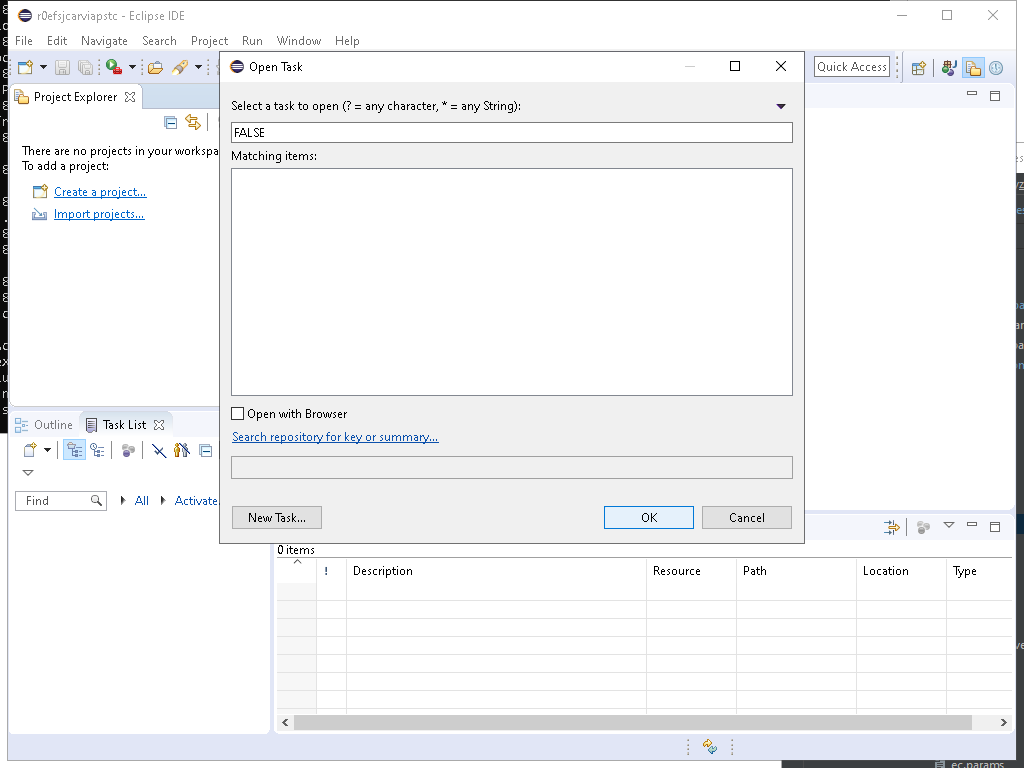 r0efsjcarviapstc - Eclipse IDE
File Edit Navigate Search Project Run Window Help
Quick Access
Open Task
Project Explorer
Select a task to open (? = any character, * = any String):
FALSE
Matching items:
There are no projects in your workspa
To add a project:
Create a project...
Import projects...
Open with Browser
Search repository for key or summary...
Outline Task List
Find All Activate
New Task... OK Cancel
0 items
! Description Resource Path Location Type
ec.params